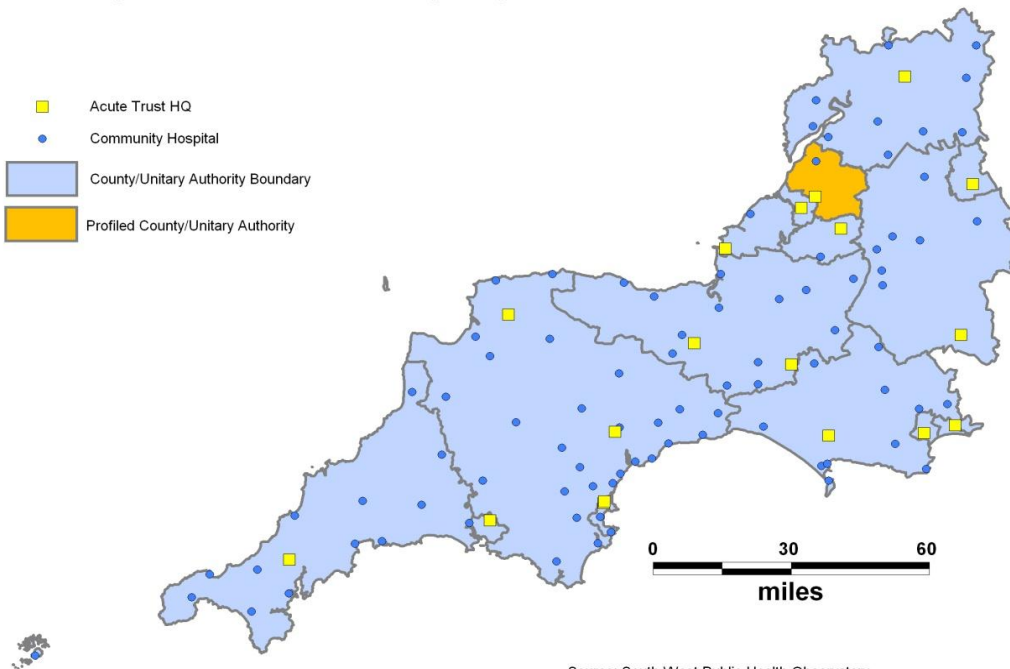 Acute Trust HQ
Community Hospital
County/Unitary Authority Boundary
Profiled County/Unitary Authority
0 30 60
miles